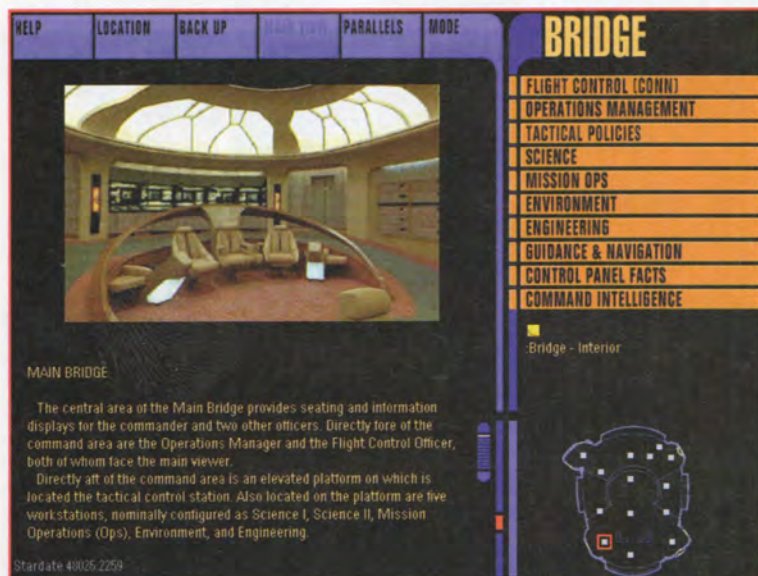 HELP
LOCATION
BACK UP
PARALLELS
MODE
BRIDGE
FLIGHT CONTROL (CONN)
OPERATIONS MANAGEMENT
TACTICAL POLICIES
SCIENCE
MISSION OPS
ENVIRONMENT
ENGINEERING
GUIDANCE & NAVIGATION
CONTROL PANEL FACTS
COMMAND INTELLIGENCE
:Bridge - Interior
MAIN BRIDGE
The central area of the Main Bridge provides seating and information
displays for the commander and two other officers. Directly fore of the
command area are the Operations Manager and the Flight Control Officer,
both of whom face the main viewer.
Directly aft of the command area is an elevated platform on which is
located the tactical control station. Also located on the platform are five
workstations, nominally configured as Science I, Science II, Mission
Operations (Ops), Environment, and Engineering.